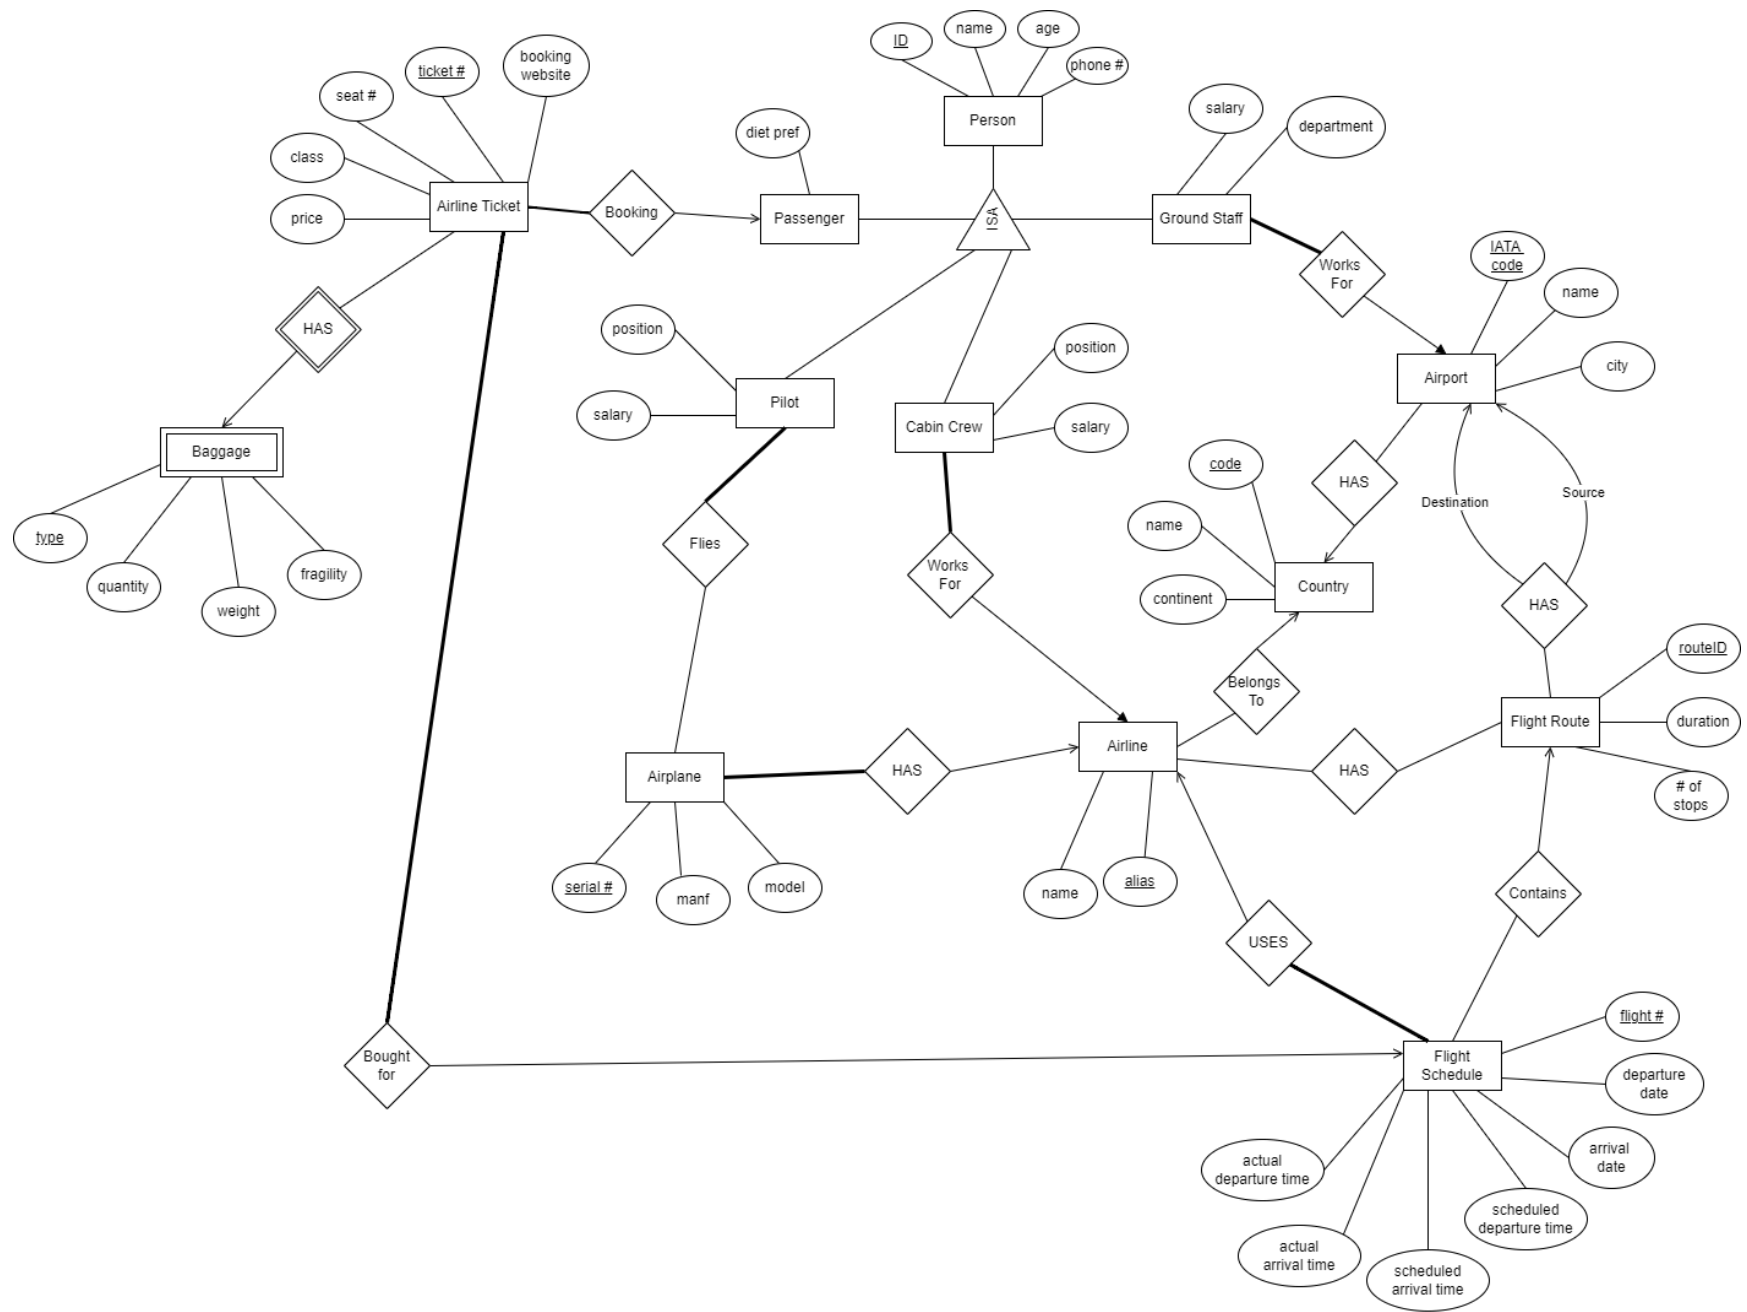 ID
name
age
phone #
booking
website
ticket #
seat #
class
price
Airline Ticket
Booking
diet pref
Passenger
Person
ISA
salary
department
Ground Staff
Works
For
IATA
code
name
city
Airport
HAS
Baggage
type
quantity
weight
fragility
position
salary
Pilot
Flies
position
salary
Cabin Crew
Works
For
code
name
continent
Country
HAS
Destination
Source
HAS
Belongs
To
routeID
duration
# of
stops
Flight Route
Airplane
serial #
manf
model
HAS
Airline
name
alias
HAS
USES
Contains
Bought
for
Flight
Schedule
flight #
departure
date
arrival
date
scheduled
departure time
scheduled
arrival time
actual
arrival time
actual
departure time